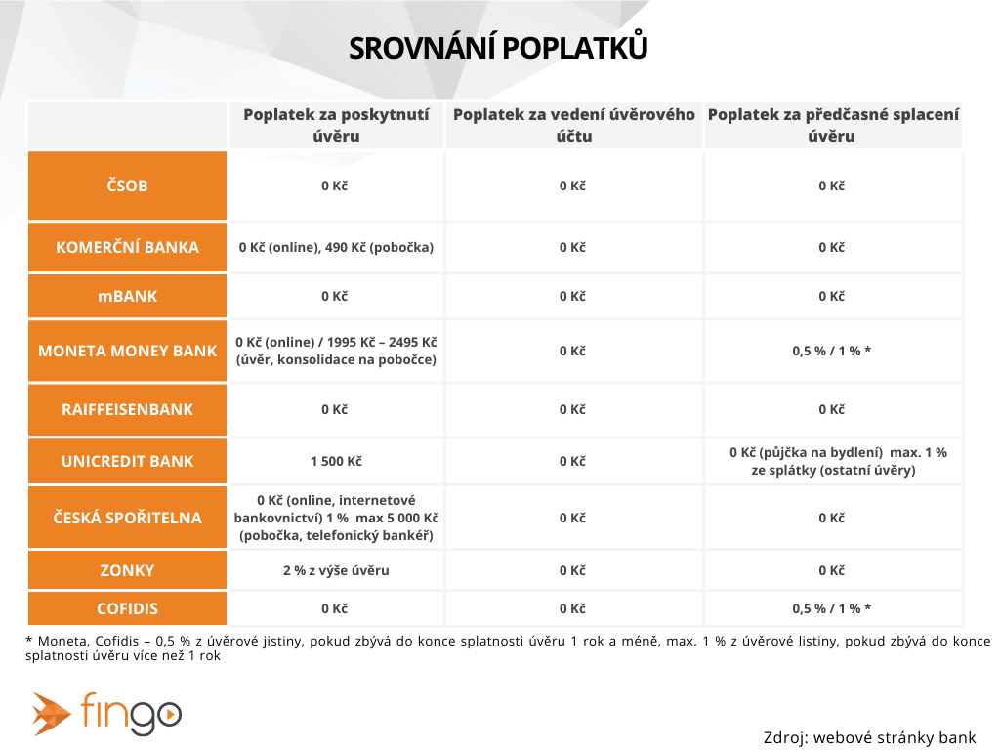 SROVNÁNÍ POPLATKŮ
Poplatek za poskytnutí
úvěru
Poplatek za vedení úvěrového
účtu
Poplatek za předčasné splacení
úvěru
ČSOB
0 Kč
0 Kč
0 Kč
KOMERČNÍ BANKA
0 Kč (online), 490 Kč (pobočka)
0 Kč
0 Kč
mBANK
0 Kč
0 Kč
0 Kč
MONETA MONEY BANK
0 Kč (online) / 1995 Kč – 2495 Kč
(úvěr, konsolidace na pobočce)
0 Kč
0,5 % / 1 % *
RAIFFEISENBANK
0 Kč
0 Kč
0 Kč
UNICREDIT BANK
1 500 Kč
0 Kč
0 Kč (půjčka na bydlení)  max. 1 %
ze splátky (ostatní úvěry)
ČESKÁ SPOŘITELNA
0 Kč (online, internetové
bankovnictví) 1 %  max 5 000 Kč
(pobočka, telefonický bankéř)
0 Kč
0 Kč
ZONKY
2 % z výše úvěru
0 Kč
0 Kč
COFIDIS
0 Kč
0 Kč
0,5 % / 1 % *
* Moneta, Cofidis – 0,5 % z úvěrové jistiny, pokud zbývá do konce splatnosti úvěru 1 rok a méně, max. 1 % z úvěrové listiny, pokud zbývá do konce
splatnosti úvěru více než 1 rok
fingo
Zdroj: webové stránky bank